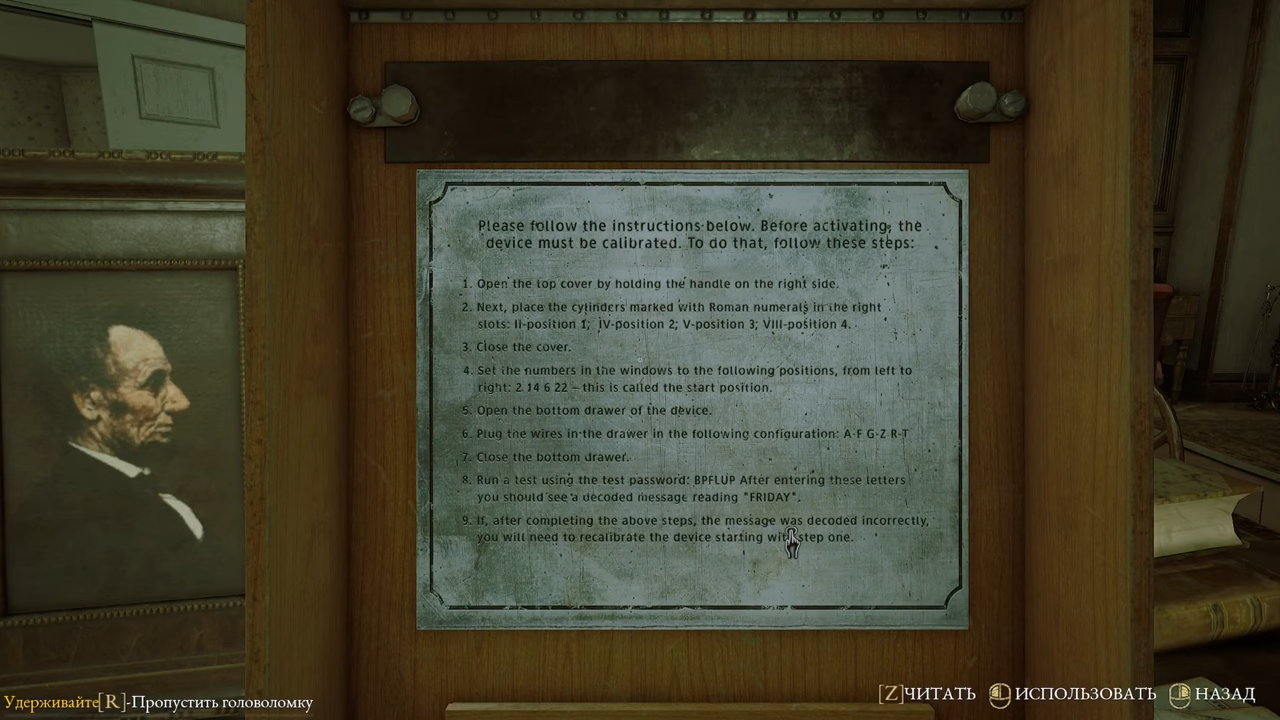 Please follow the instructions below. Before activating, the
device must be calibrated. To do that, follow these steps:
1. Open the top cover by holding the handle on the right side.
2. Next, place the cylinders marked with Roman numerals in the right
slots: II-position 1; IV-position 2; V-position 3; VIII-position 4.
3. Close the cover.
4. Set the numbers in the windows to the following positions, from left to
right: 2 14 6 22 – this is called the start position.
5. Open the bottom drawer of the device.
6. Plug the wires in the drawer in the following configuration: A-F G-Z R-T
7. Close the bottom drawer.
8. Run a test using the test password: BPFLUP After entering these letters
you should see a decoded message reading "FRIDAY".
9. If, after completing the above steps, the message was decoded incorrectly,
you will need to recalibrate the device starting with step one.
Удерживайте[R]-Пропустить головоломку
[Z]ЧИТАТЬ ИСПОЛЬЗОВАТЬ НАЗАД